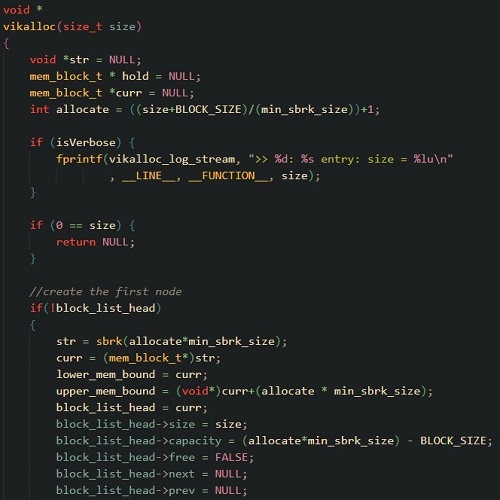 void *
vikalloc(size_t size)
{
    void *str = NULL;
    mem_block_t * hold = NULL;
    mem_block_t *curr = NULL;
    int allocate = ((size+BLOCK_SIZE)/(min_sbrk_size))+1;

    if (isVerbose) {
        fprintf(vikalloc_log_stream, ">> %d: %s entry: size = %lu\n"
                , __LINE__, __FUNCTION__, size);
    }

    if (0 == size) {
        return NULL;
    }

    //create the first node
    if(!block_list_head)
    {
        str = sbrk(allocate*min_sbrk_size);
        curr = (mem_block_t*)str;
        lower_mem_bound = curr;
        upper_mem_bound = (void*)curr+(allocate * min_sbrk_size);
        block_list_head = curr;
        block_list_head->size = size;
        block_list_head->capacity = (allocate*min_sbrk_size) - BLOCK_SIZE;
        block_list_head->free = FALSE;
        block_list_head->next = NULL;
        block_list_head->prev = NULL;